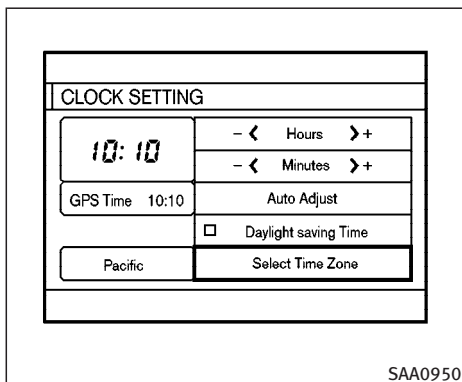 CLOCK SETTING
10:10
- < Hours > +
- < Minutes > +
GPS Time 10:10
Auto Adjust
Daylight saving Time
Pacific
Select Time Zone
SAA0950